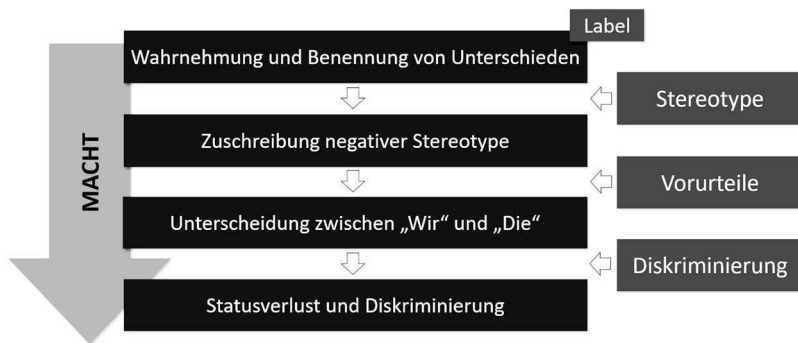 Label
Wahrnehmung und Benennung von Unterschieden
Stereotype
Zuschreibung negativer Stereotype
MACHT
Vorurteile
Unterscheidung zwischen „Wir“ und „Die“
Diskriminierung
Statusverlust und Diskriminierung